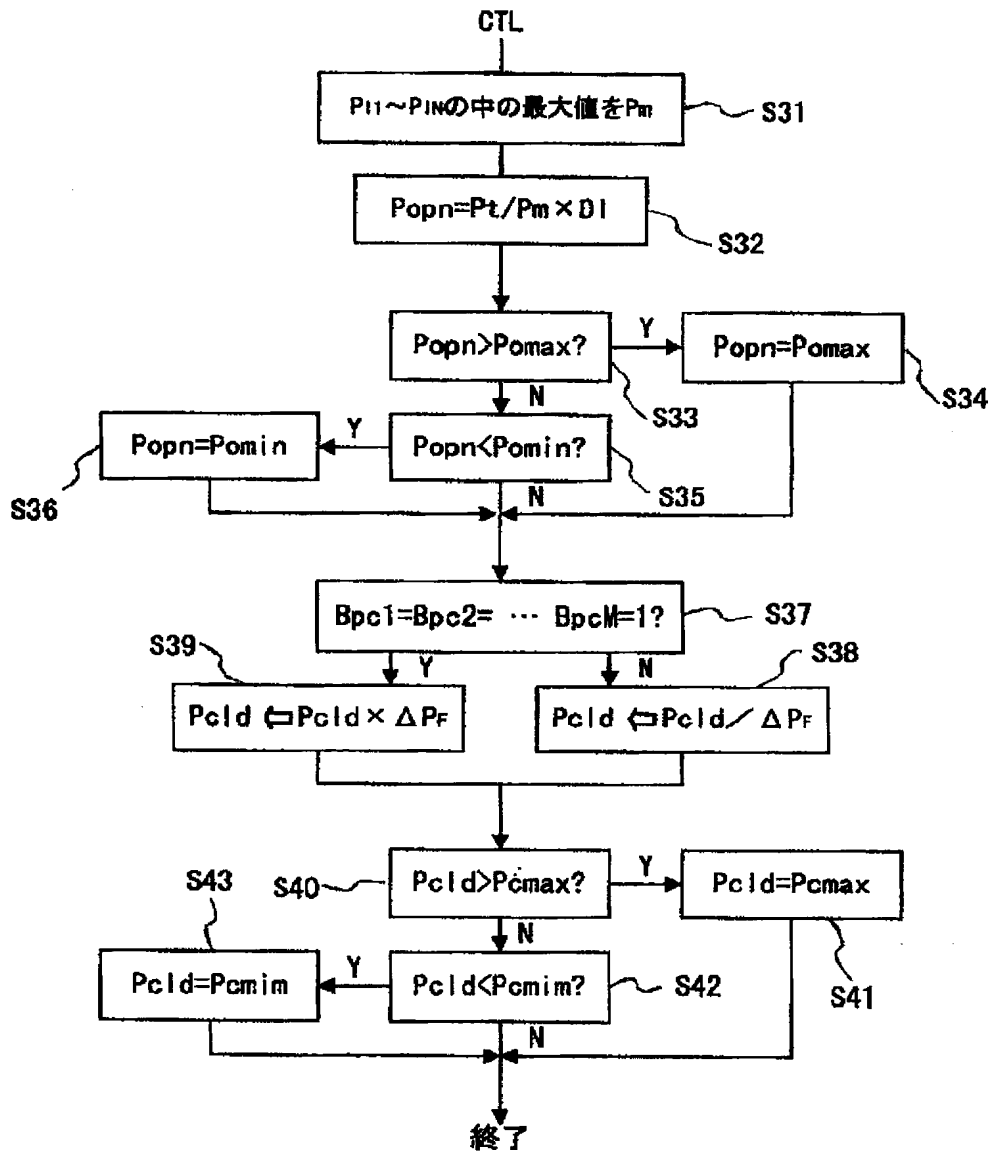 CTL
PI1～PINの中の最大値をPm
S31
Popn=Pt/Pm×DI
S32
Popn>Pomax?
Y
Popn=Pomax
S33
S34
N
Popn<Pomin?
Y
Popn=Pomin
S35
S36
N
Bpc1=Bpc2= … BpcM=1?
S37
S39
Y
N
S38
Pcld ⇦Pcld×ΔPF
Pcld ⇦Pcld／ΔPF
S40
Pcld>Pcmax?
Y
Pcld=Pcmax
S41
S43
N
Pcld=Pcmim
Y
Pcld<Pcmim?
S42
N
終了